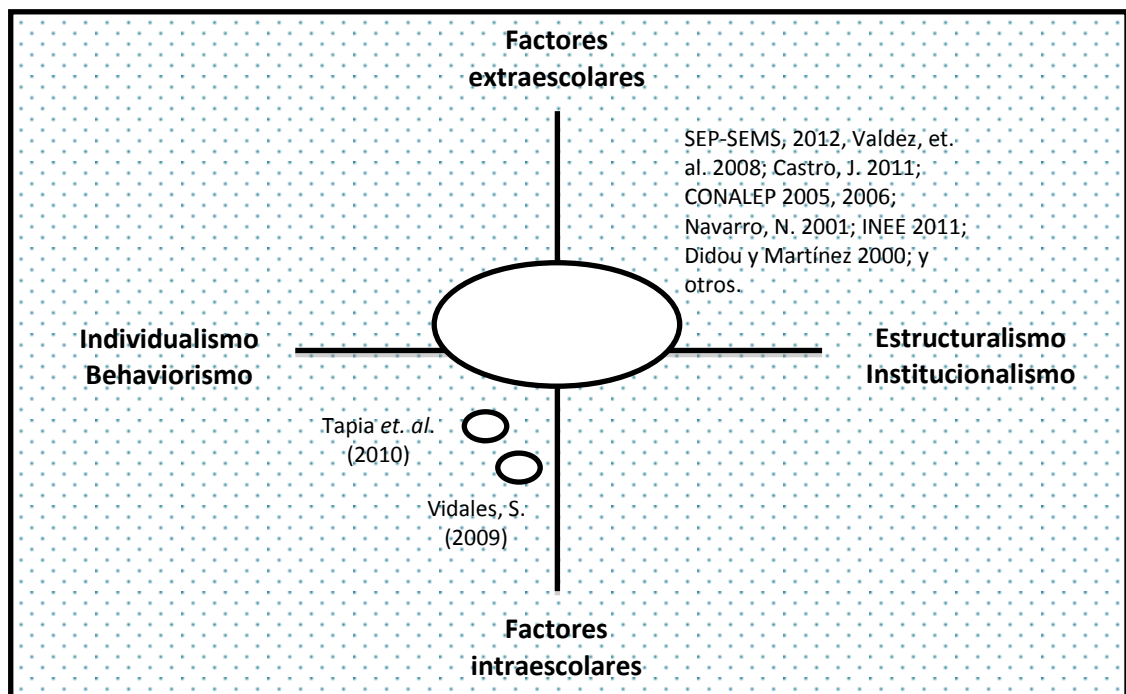 Factores
extraescolares
SEP-SEMS, 2012, Valdez, et.
al. 2008; Castro, J. 2011;
CONALEP 2005, 2006;
Navarro, N. 2001; INEE 2011;
Didou y Martínez 2000; y
otros.
Individualismo
Behaviorismo
Estructuralismo
Institucionalismo
Tapia et. al.
(2010)
Vidales, S.
(2009)
Factores
intraescolares